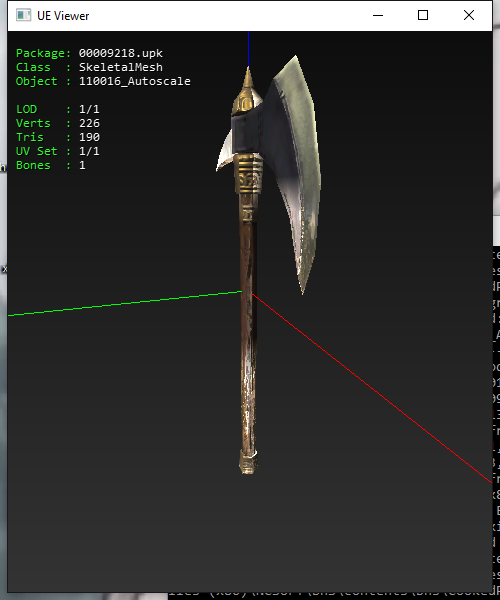 UE Viewer
Package: 00009218.upk
Class : SkeletalMesh
Object : 110016_Autoscale
LOD : 1/1
Verts : 226
Tris : 190
UV Set : 1/1
Bones : 1